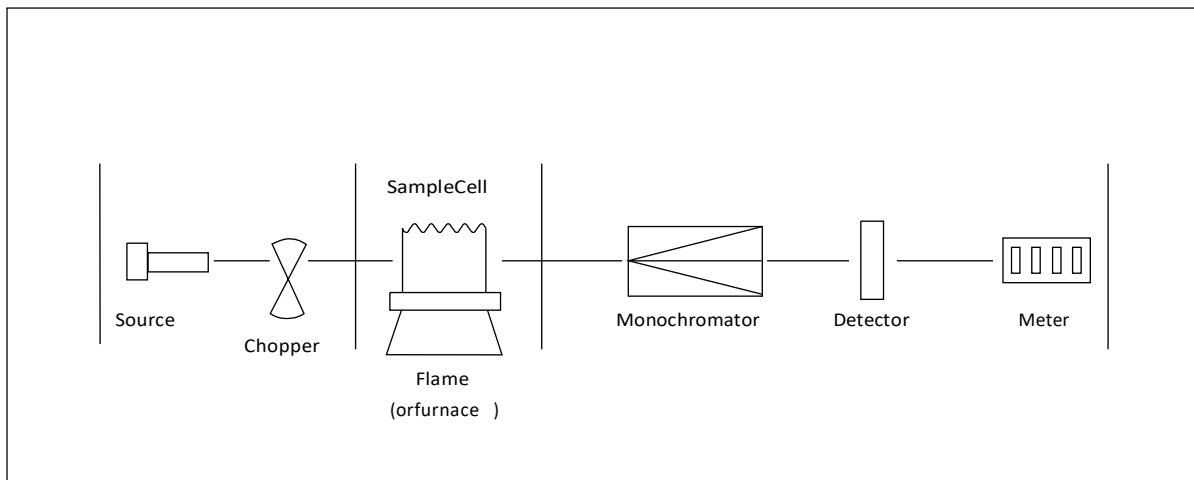 SampleCell
Source
Chopper
Flame
(orfurnace )
Monochromator
Detector
Meter